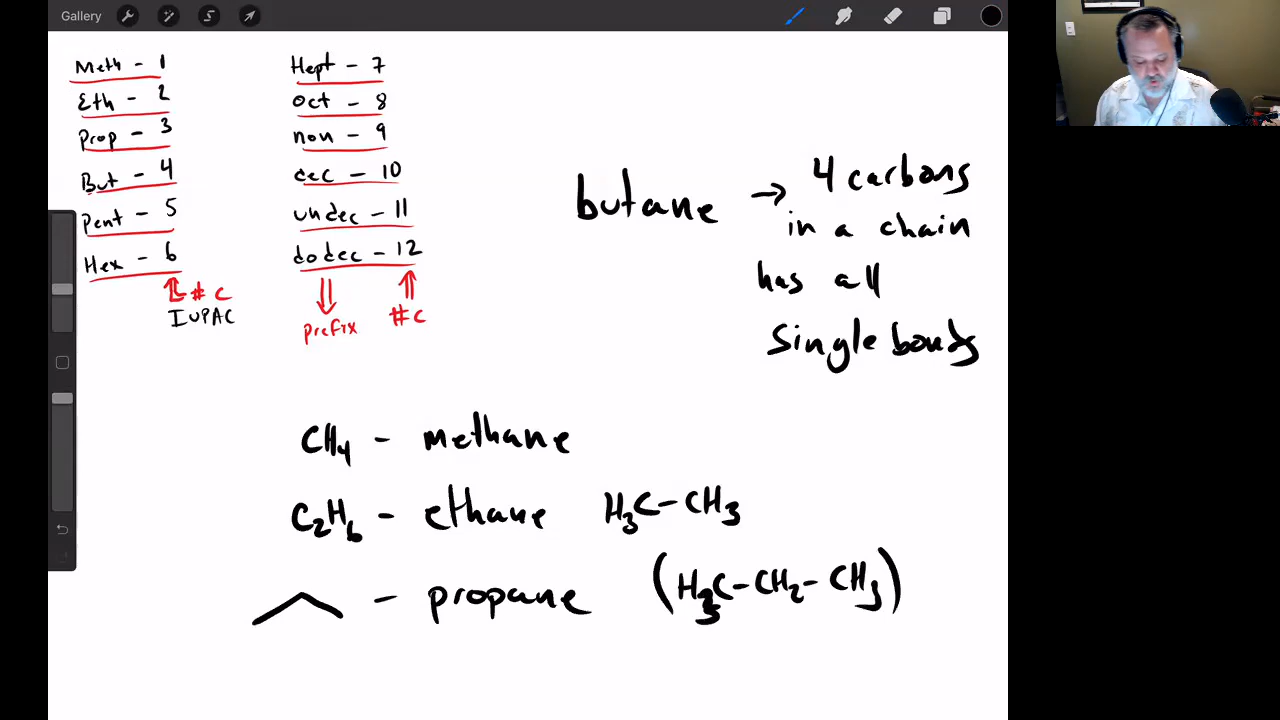 Gallery
Meth - 1
Eth - 2
Prop - 3
But - 4
Pent - 5
Hex - 6
# C
IUPAC
Hept - 7
Oct - 8
non - 9
dec - 10
undec - 11
dodec - 12
prefix
# C
butane → 4 carbons
in a chain
has all
single bonds
CH4 - methane
C2H6 - ethane H3C-CH3
- propane (H3C-CH2-CH3)